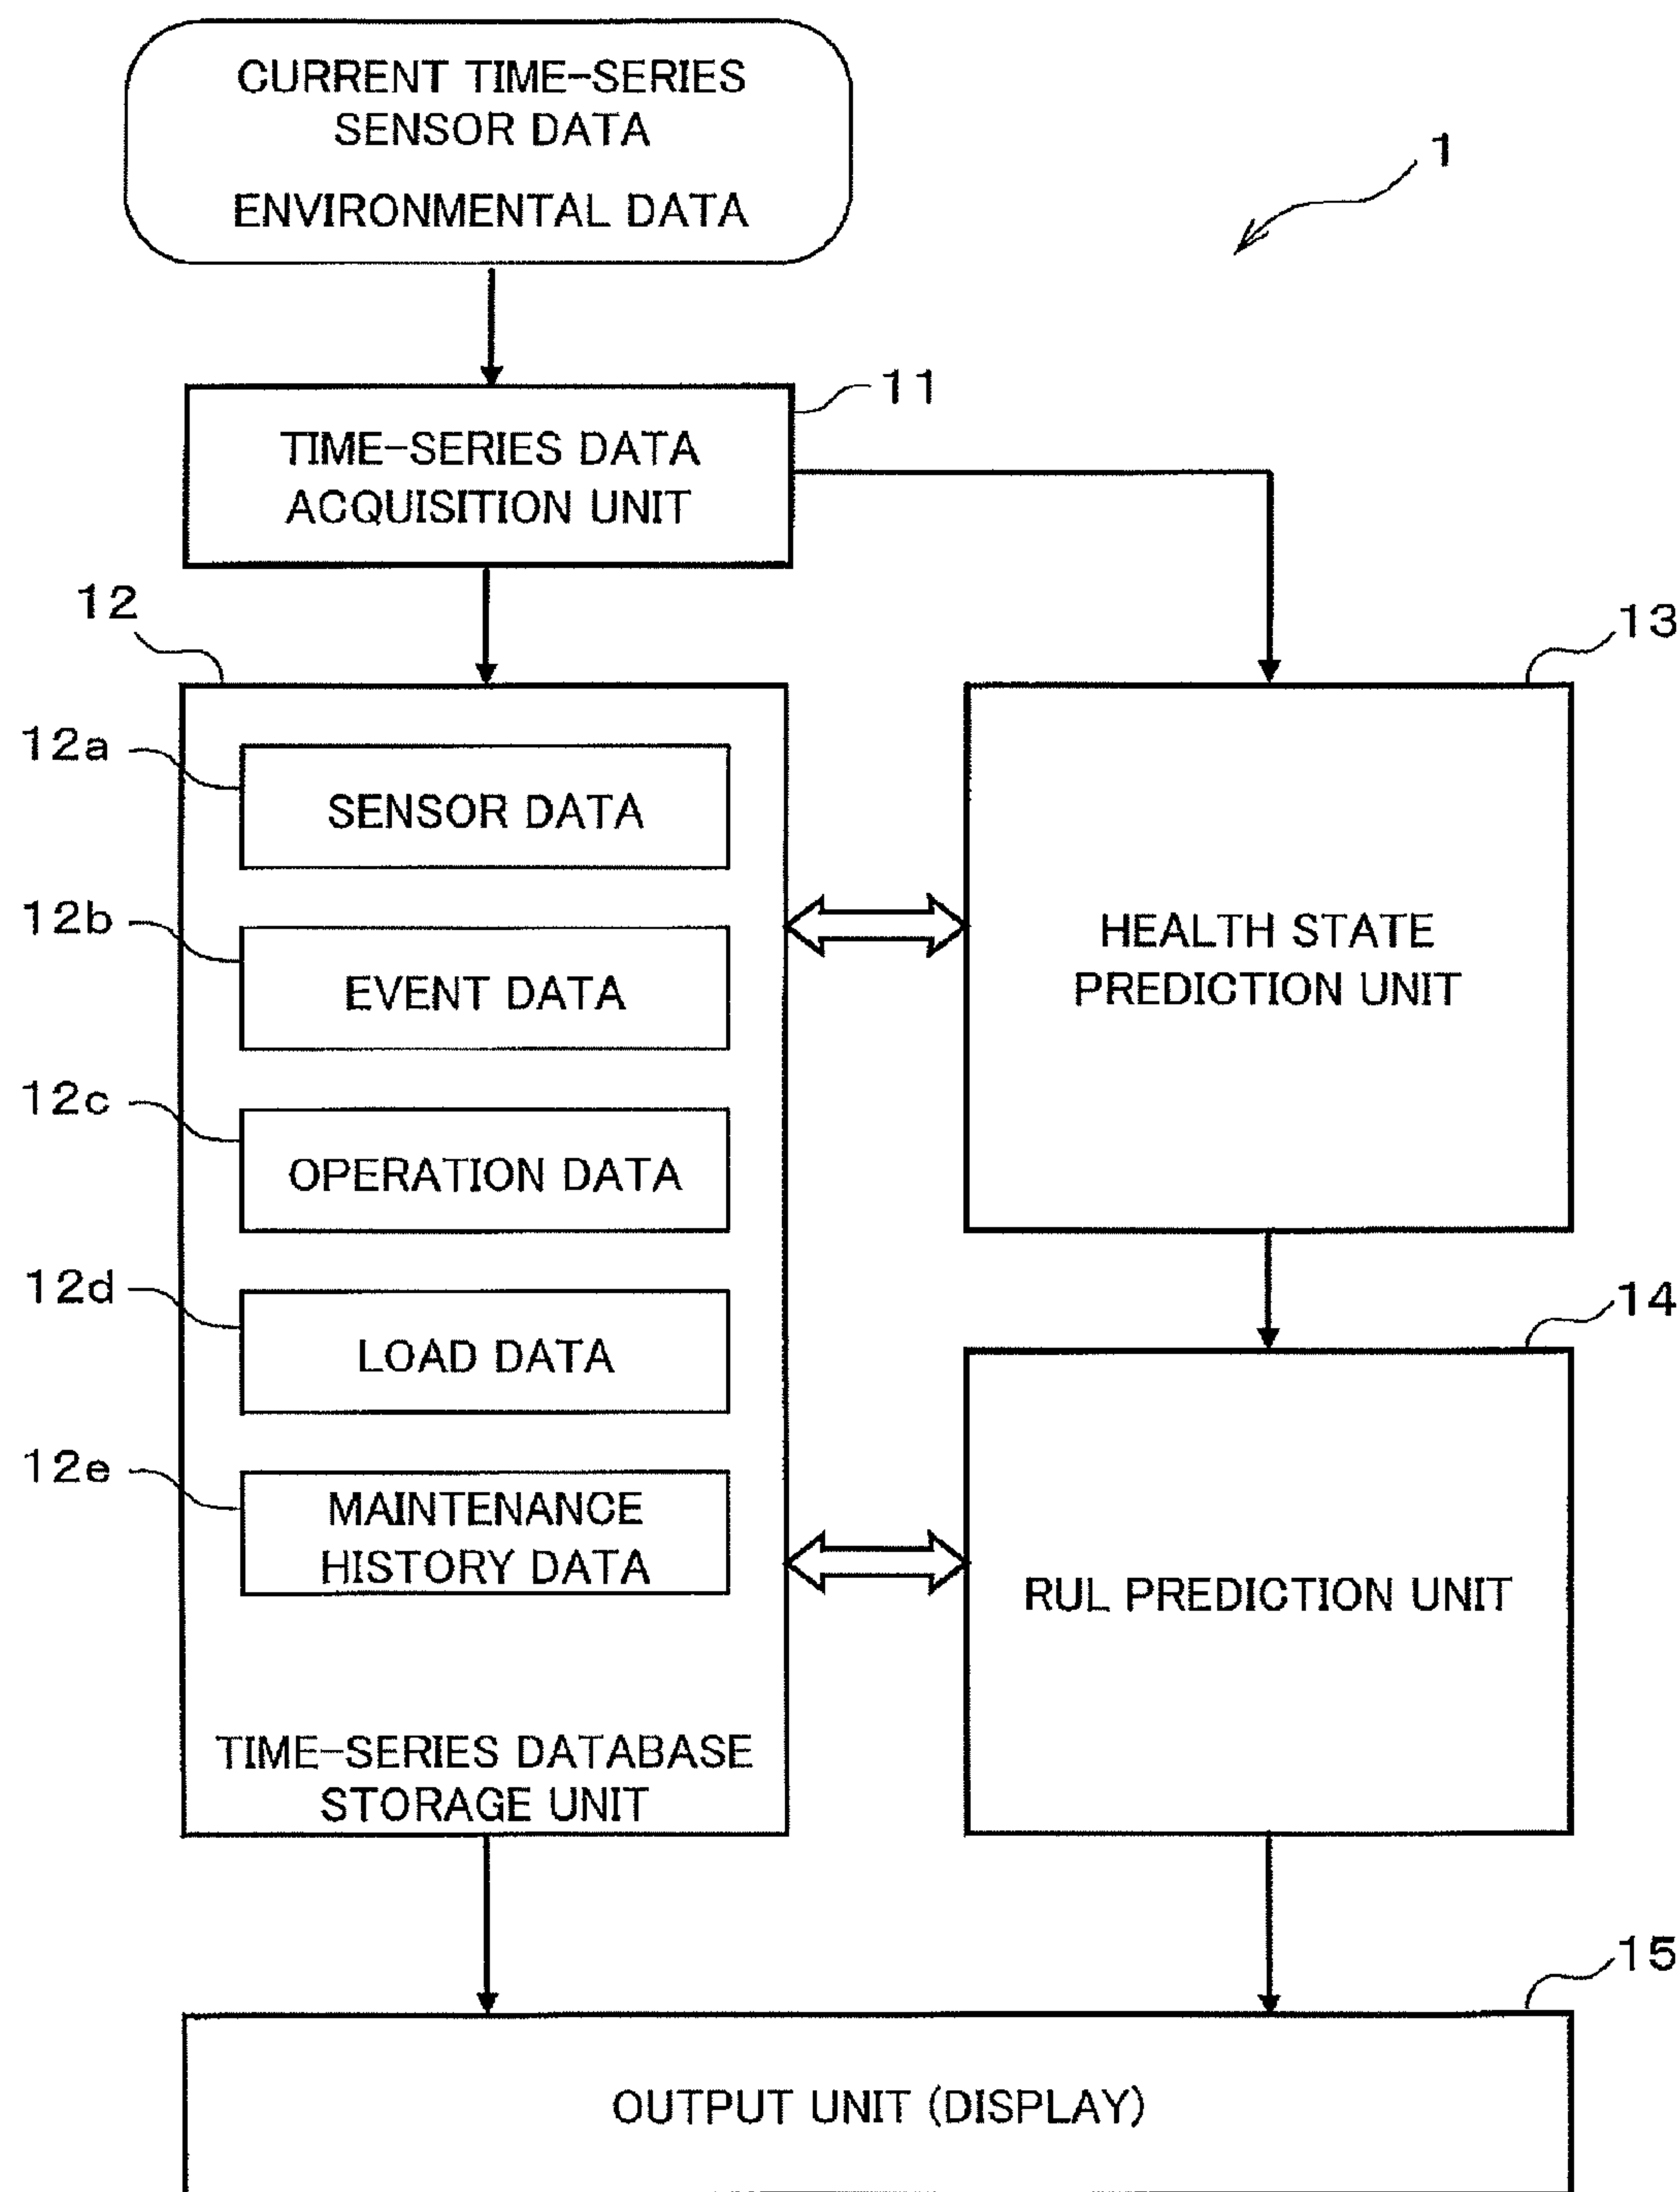 CURRENT TIME-SERIES
SENSOR DATA
ENVIRONMENTAL DATA
1
11
TIME-SERIES DATA
ACQUISITION UNIT
12
13
12a
SENSOR DATA
12b
EVENT DATA
HEALTH STATE
PREDICTION UNIT
12c
OPERATION DATA
12d
LOAD DATA
14
12e
MAINTENANCE
HISTORY DATA
RUL PREDICTION UNIT
TIME-SERIES DATABASE
STORAGE UNIT
15
OUTPUT UNIT (DISPLAY)